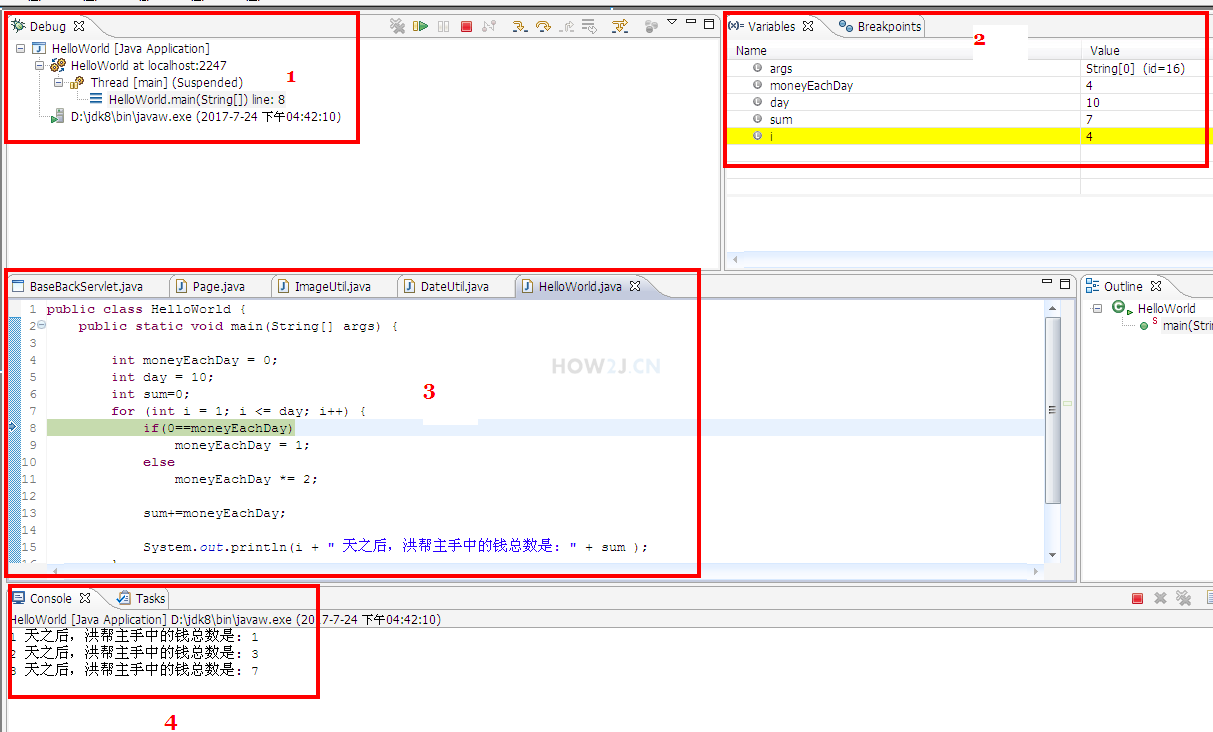 Debug
HelloWorld [Java Application]
HelloWorld at localhost:2247
Thread [main] (Suspended)
HelloWorld.main(String[]) line: 8
D:\jdk8\bin\javaw.exe (2017-7-24 下午04:42:10)
1
(x)= Variables
Breakpoints
2
Name Value
args String[0] (id=16)
moneyEachDay 4
day 10
sum 7
i 4
BaseBackServlet.java Page.java ImageUtil.java DateUtil.java HelloWorld.java
1 public class HelloWorld {
2 public static void main(String[] args) {
3
4 int moneyEachDay = 0;
5 int day = 10;
6 int sum=0;
7 for (int i = 1; i <= day; i++) {
8 if(0==moneyEachDay)
9 moneyEachDay = 1;
10 else
11 moneyEachDay *= 2;
12
13 sum+=moneyEachDay;
14
15 System.out.println(i + " 天之后，洪帮主手中的钱总数是：" + sum );
HOW2J.CN
3
Outline
HelloWorld
main(Stri
Console Tasks
HelloWorld [Java Application] D:\jdk8\bin\javaw.exe (2017-7-24 下午04:42:10)
1 天之后，洪帮主手中的钱总数是：1
2 天之后，洪帮主手中的钱总数是：3
3 天之后，洪帮主手中的钱总数是：7
4